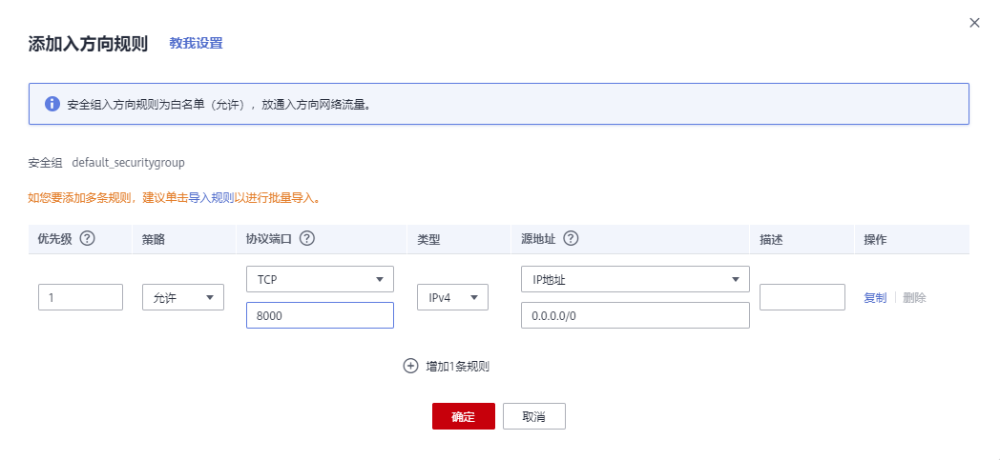 添加入方向规则 教我设置
安全组入方向规则为白名单（允许），放通入方向网络流量。
安全组 default_securitygroup
如您要添加多条规则，建议单击导入规则以进行批量导入。
优先级 ? 策略 协议端口 ? 类型 源地址 ? 描述 操作
1 允许 TCP IPv4 IP地址 复制 删除
8000 0.0.0.0/0
增加1条规则
确定 取消